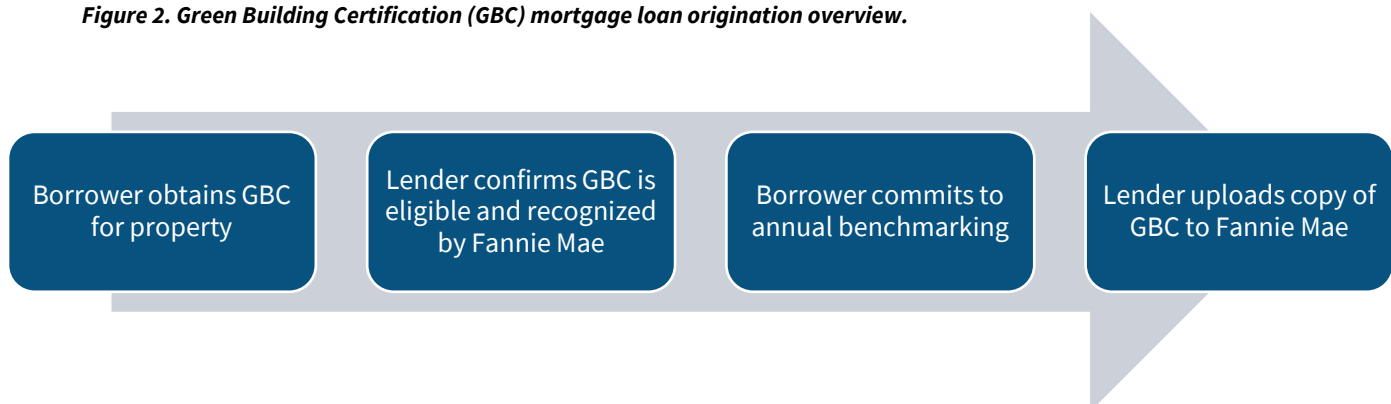 Figure 2. Green Building Certification (GBC) mortgage loan origination overview.
Borrower obtains GBC
for property
Lender confirms GBC is
eligible and recognized
by Fannie Mae
Borrower commits to
annual benchmarking
Lender uploads copy of
GBC to Fannie Mae